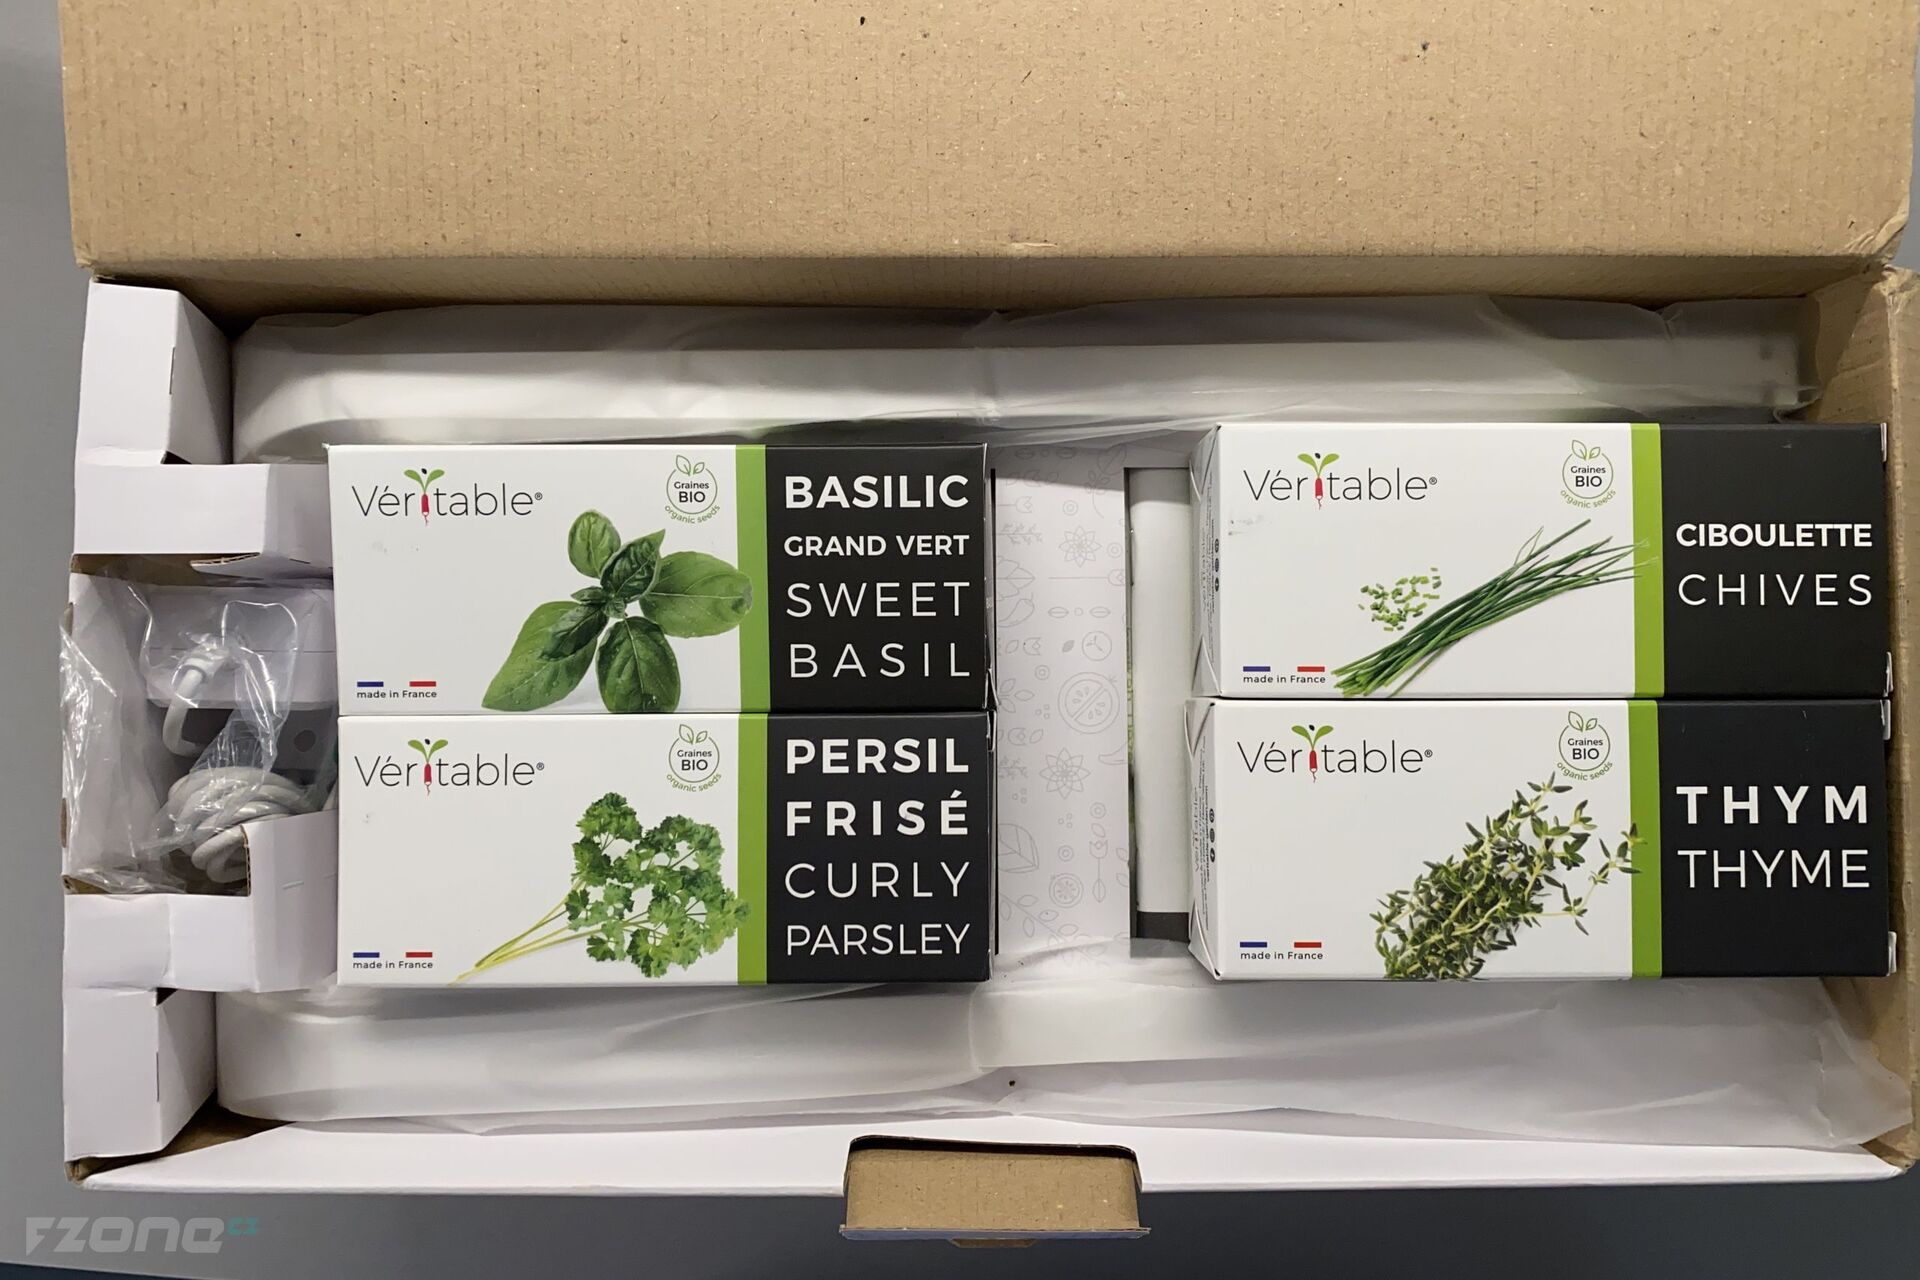 Véritable®
Graines
BIO
organic seeds
BASILIC
GRAND VERT
SWEET
BASIL
made in France
Véritable®
Graines
BIO
organic seeds
CIBOULETTE
CHIVES
made in France
Véritable®
Graines
BIO
organic seeds
PERSIL
FRISÉ
CURLY
PARSLEY
made in France
Véritable®
Graines
BIO
organic seeds
THYM
THYME
made in France
FZONE.CZ